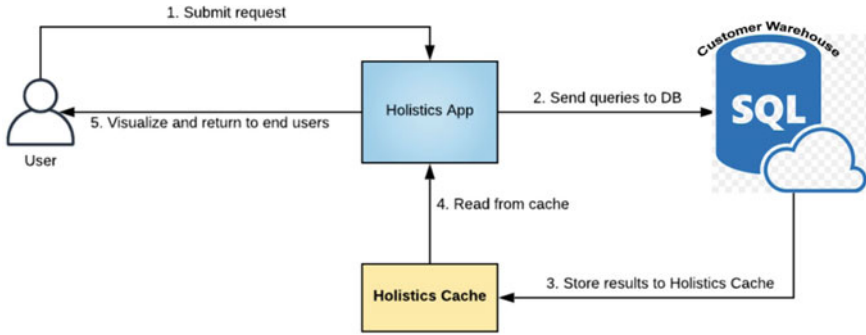 1. Submit request
Customer Warehouse
Holistics App
2. Send queries to DB
SQL
5. Visualize and return to end users
User
4. Read from cache
3. Store results to Holistics Cache
Holistics Cache